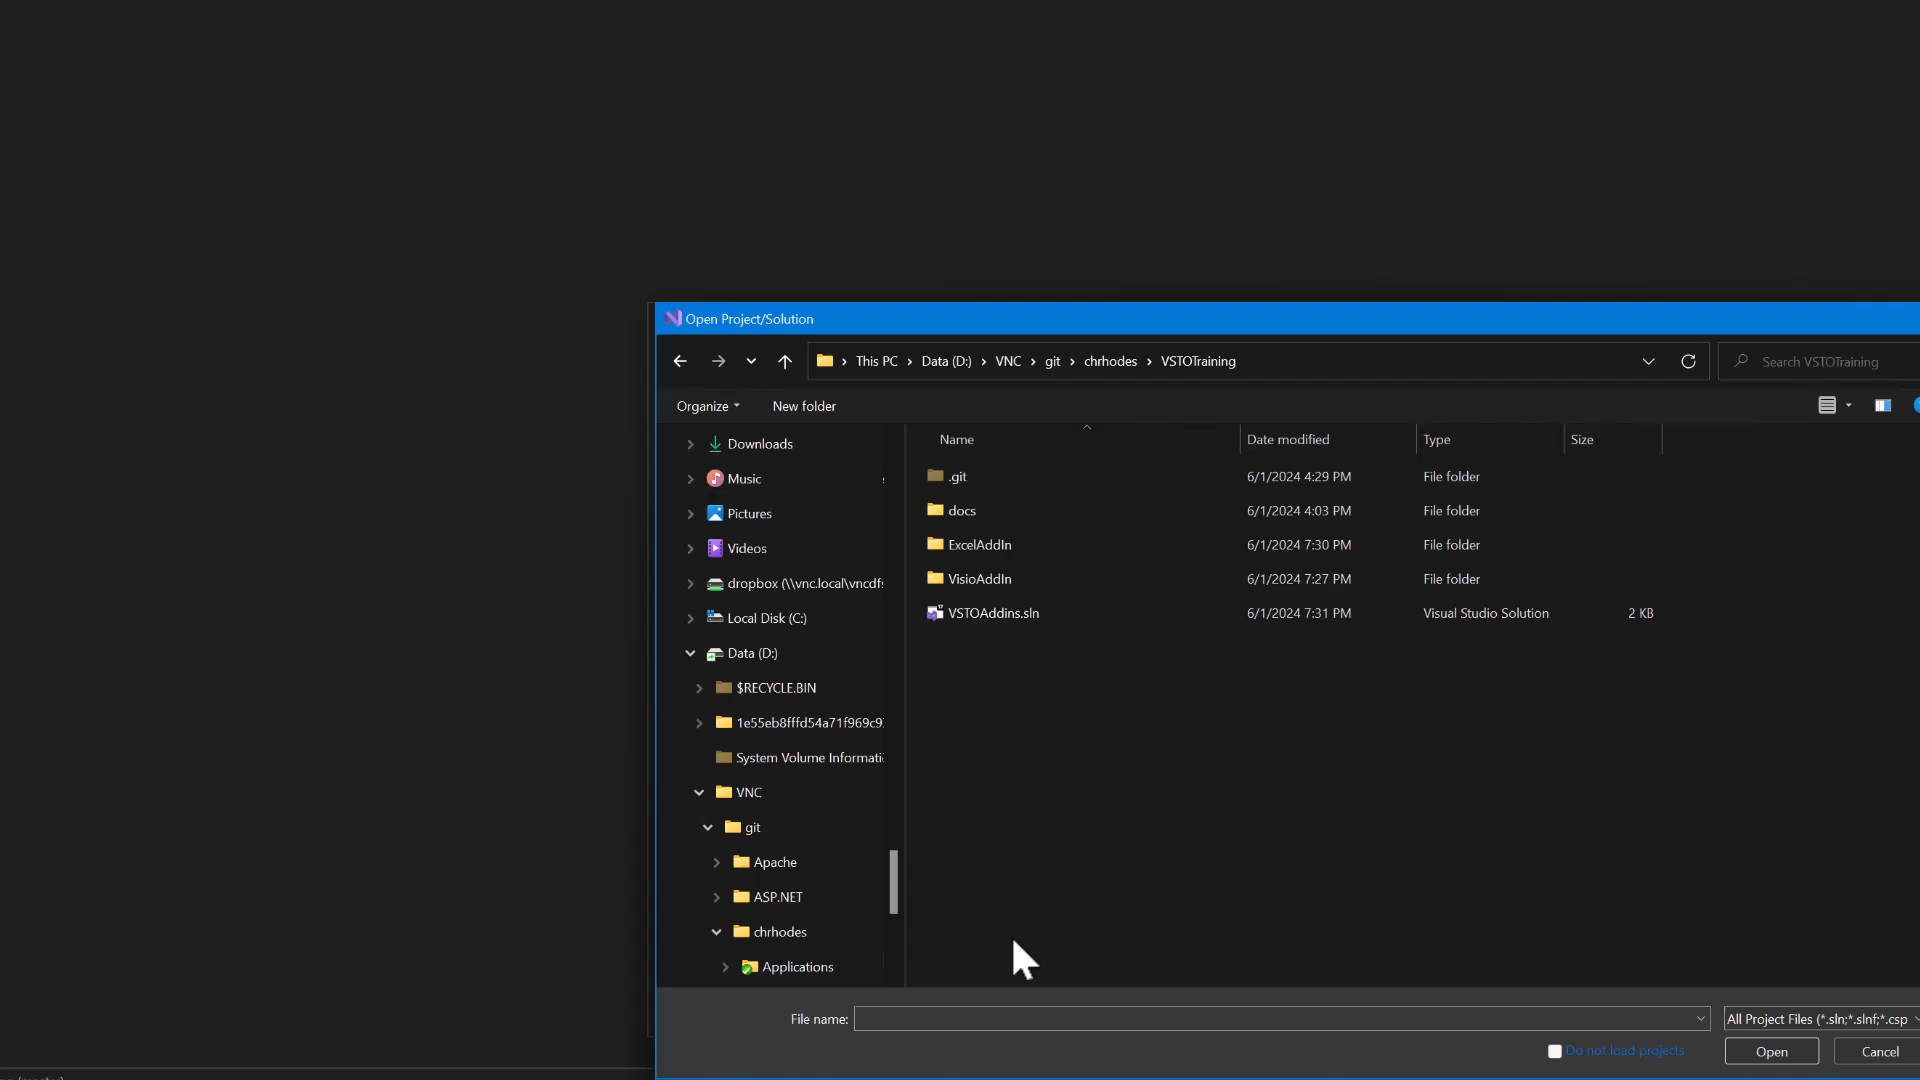 Open Project/Solution
This PC > Data (D:) > VNC > git > chrhodes > VSTOTraining
Search VSTOTraining
Organize
New folder
Name
Date modified
Type
Size
Downloads
Music
Pictures
Videos
dropbox (\\vnc.local\vncdfs
Local Disk (C:)
Data (D:)
$RECYCLE.BIN
1e55eb8fffd54a71f969c9
System Volume Informati
VNC
git
Apache
ASP.NET
chrhodes
Applications
.git 6/1/2024 4:29 PM File folder
docs 6/1/2024 4:03 PM File folder
ExcelAddIn 6/1/2024 7:30 PM File folder
VisioAddIn 6/1/2024 7:27 PM File folder
VSTOAddins.sln 6/1/2024 7:31 PM Visual Studio Solution 2 KB
File name:
All Project Files (*.sln;*.slnf;*.csp
Do not load projects
Open
Cancel